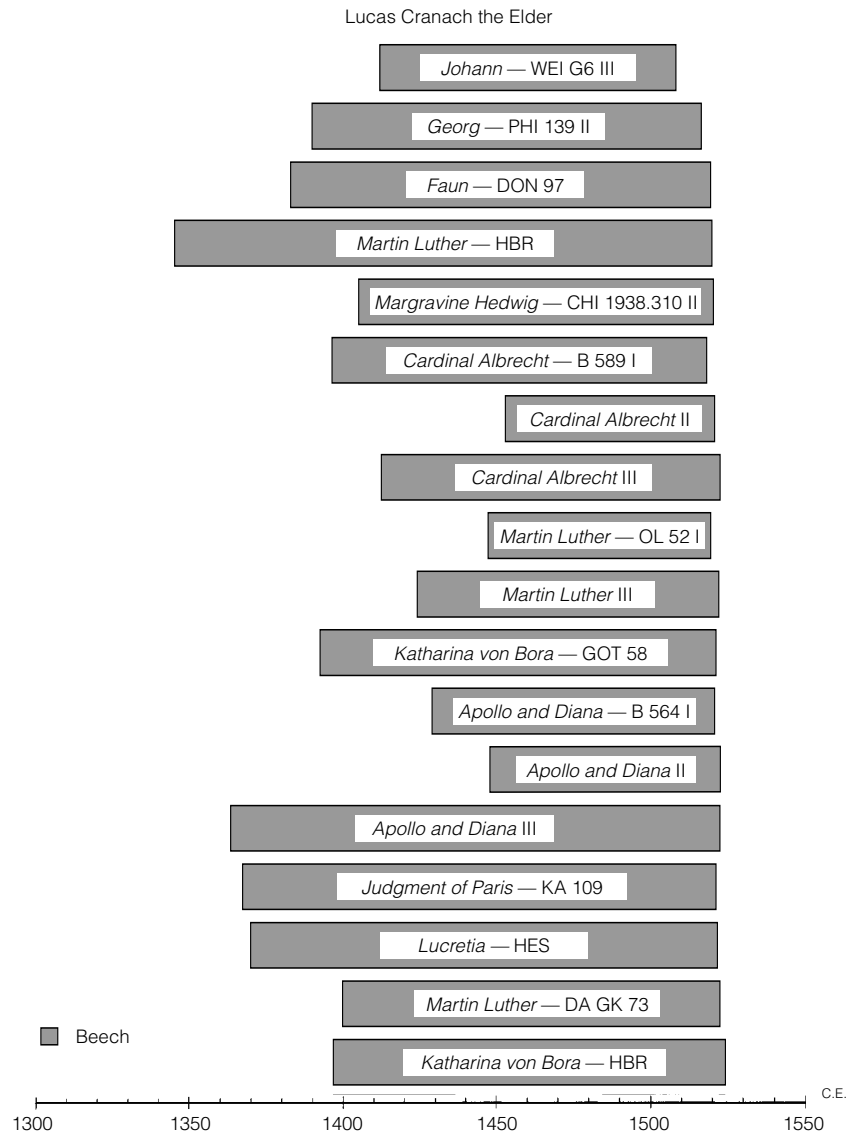 Lucas Cranach the Elder
Johann — WEI G6 III
Georg — PHI 139 II
Faun — DON 97
Martin Luther — HBR
Margravine Hedwig — CHI 1938.310 II
Cardinal Albrecht — B 589 I
Cardinal Albrecht II
Cardinal Albrecht III
Martin Luther — OL 52 I
Martin Luther III
Katharina von Bora — GOT 58
Apollo and Diana — B 564 I
Apollo and Diana II
Apollo and Diana III
Judgment of Paris — KA 109
Lucretia — HES
Martin Luther — DA GK 73
Beech
Katharina von Bora — HBR
C.E.
1300 1350 1400 1450 1500 1550